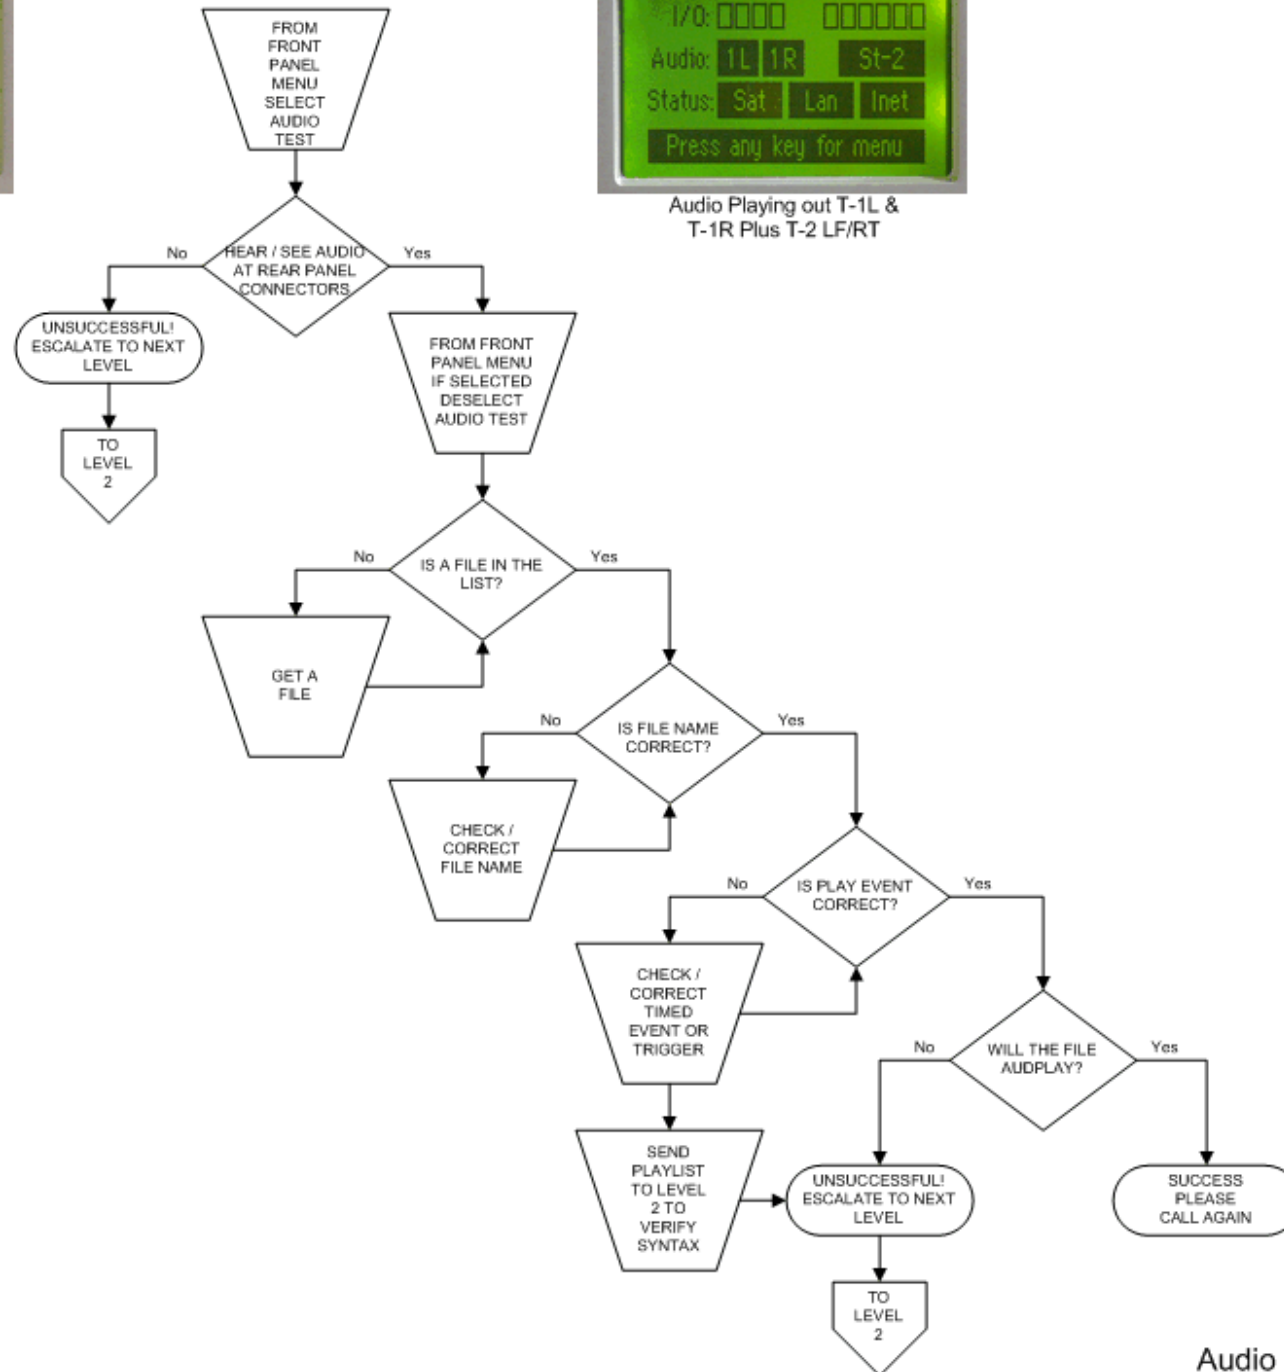 FROM
FRONT
PANEL
MENU
SELECT
AUDIO
TEST
I/O:
Audio: 1L 1R St-2
Status: Sat Lan Inet
Press any key for menu
Audio Playing out T-1L &
T-1R Plus T-2 LF/RT
No
HEAR / SEE AUDIO
AT REAR PANEL
CONNECTORS
Yes
UNSUCCESSFUL!
ESCALATE TO NEXT
LEVEL
TO
LEVEL
2
FROM FRONT
PANEL MENU
IF SELECTED
DESELECT
AUDIO TEST
No
IS A FILE IN THE
LIST?
Yes
GET A
FILE
No
IS FILE NAME
CORRECT?
Yes
CHECK /
CORRECT
FILE NAME
No
IS PLAY EVENT
CORRECT?
Yes
CHECK /
CORRECT
TIMED
EVENT OR
TRIGGER
No
WILL THE FILE
AUDPLAY?
Yes
SEND
PLAYLIST
TO LEVEL
2 TO
VERIFY
SYNTAX
UNSUCCESSFUL!
ESCALATE TO NEXT
LEVEL
SUCCESS
PLEASE
CALL AGAIN
TO
LEVEL
2
Audio